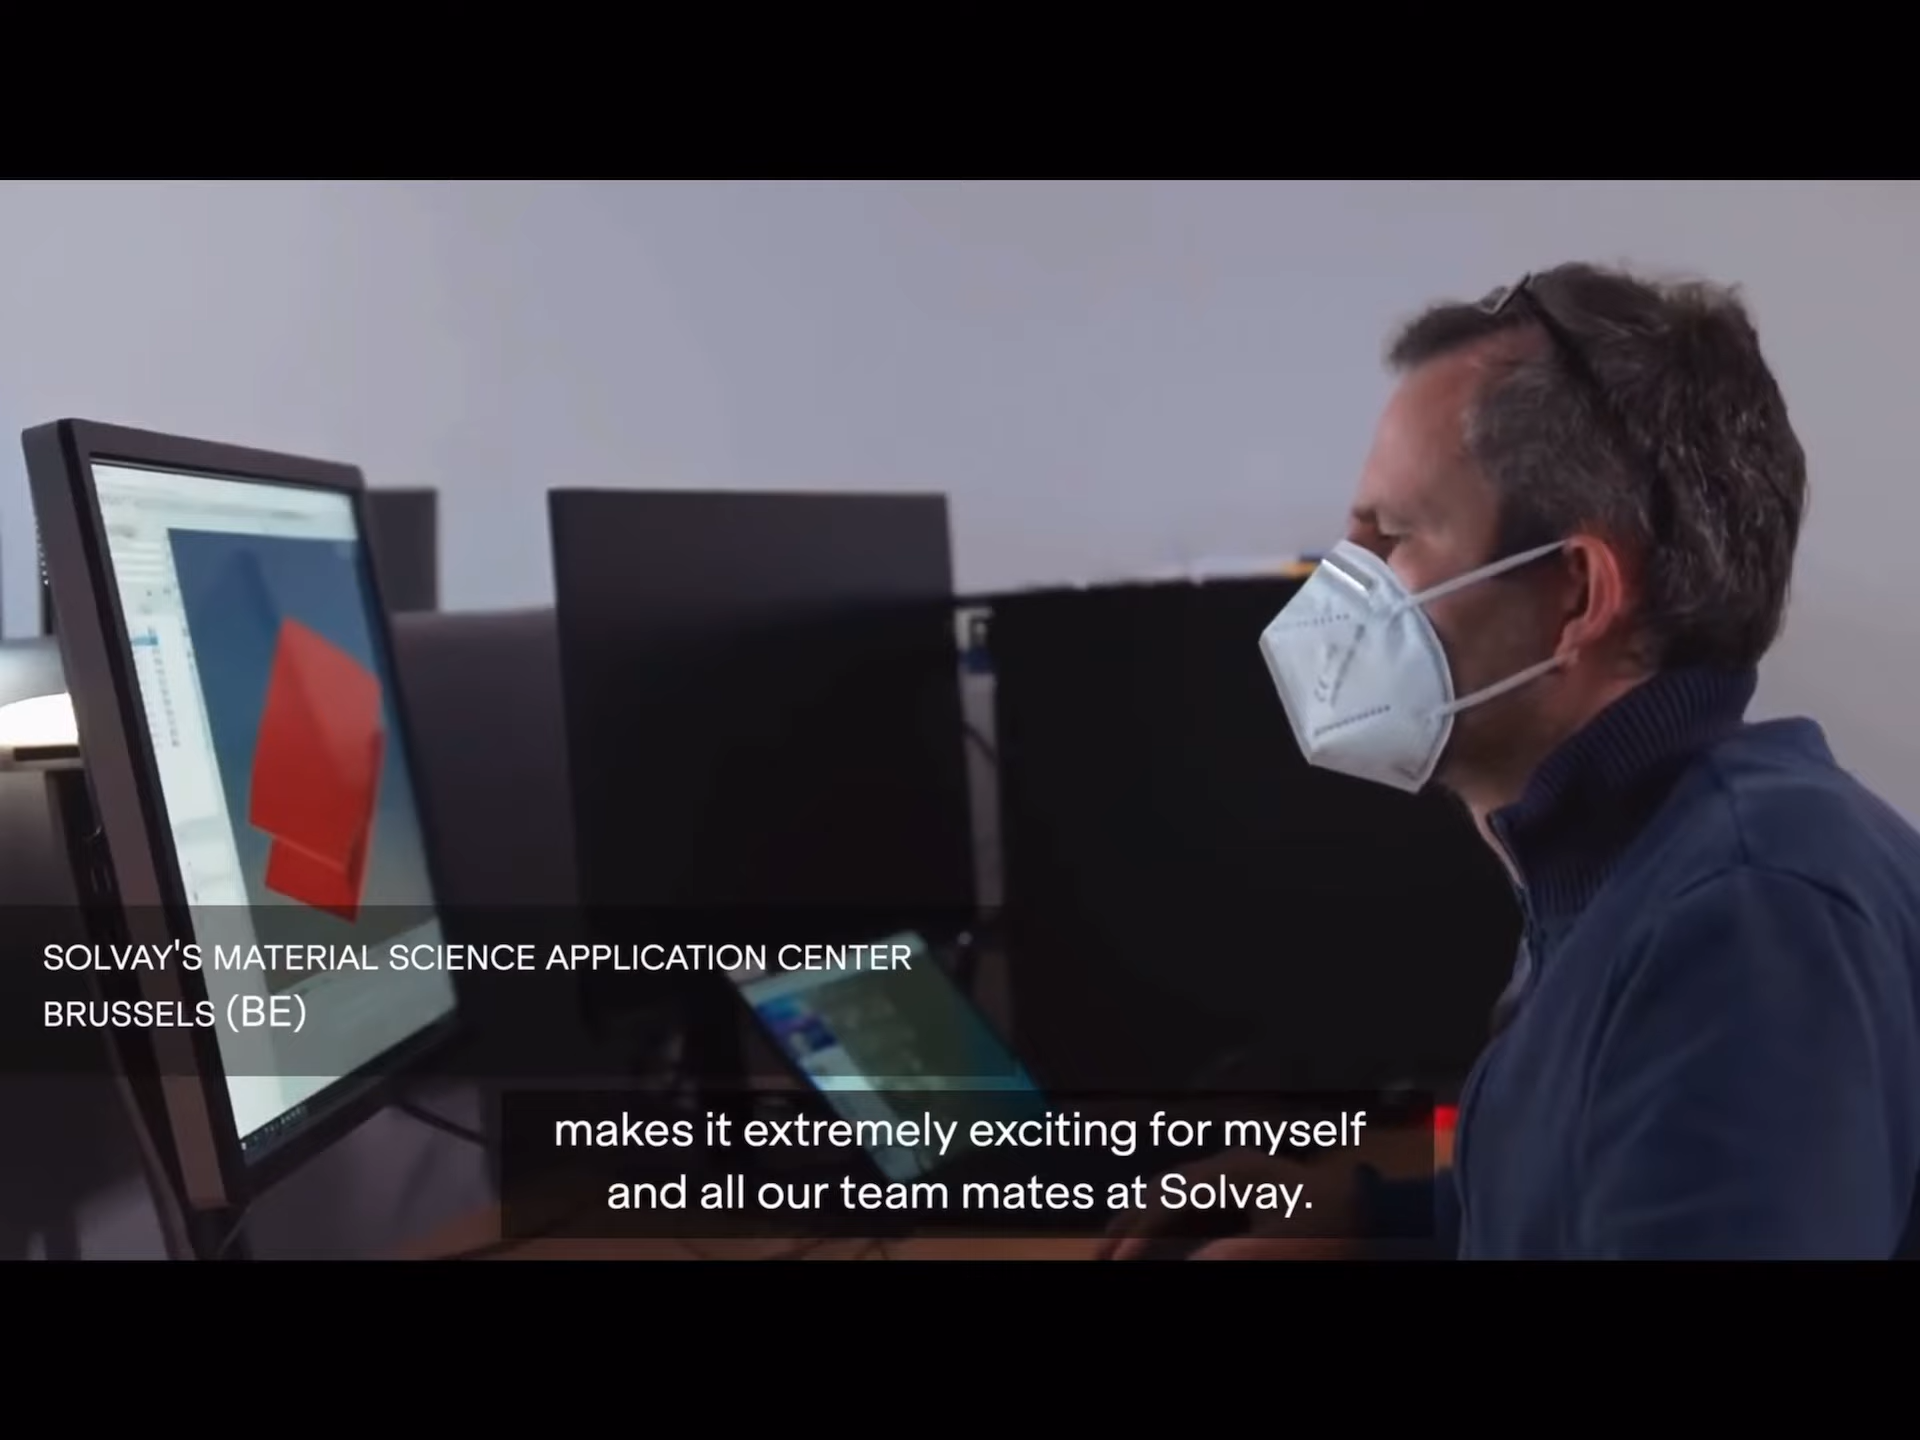 SOLVAY'S MATERIAL SCIENCE APPLICATION CENTER
BRUSSELS (BE)
makes it extremely exciting for myself
and all our team mates at Solvay.